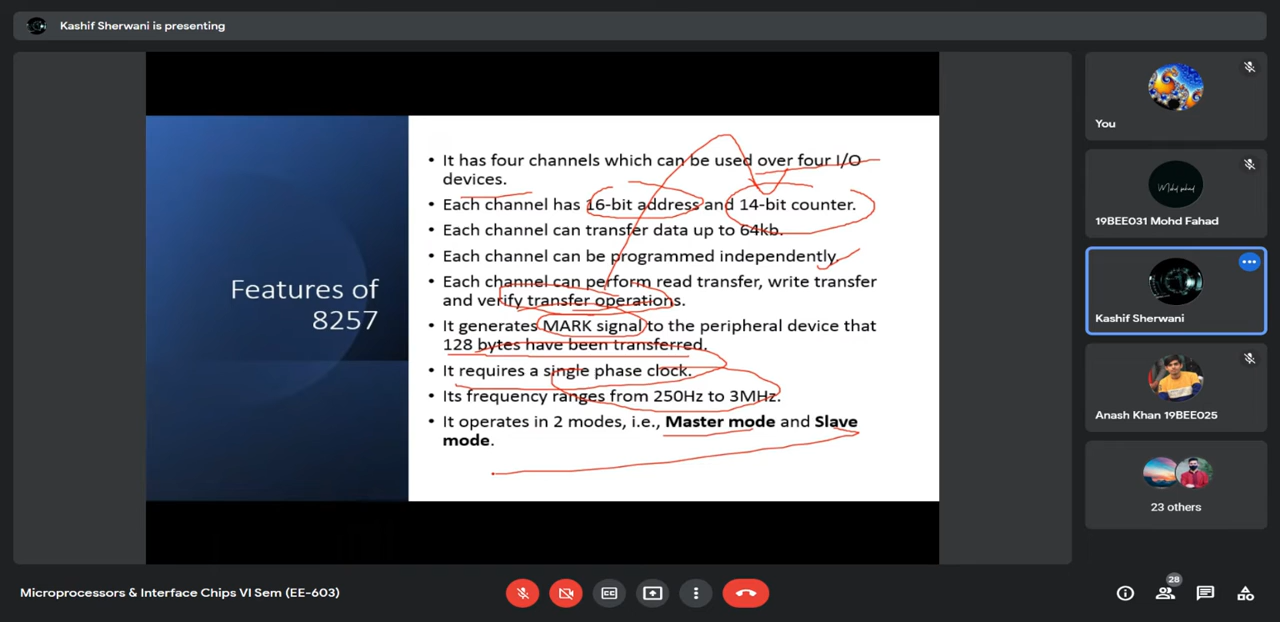 Kashif Sherwani is presenting
Features of
8257
• It has four channels which can be used over four I/O
devices.
• Each channel has 16-bit address and 14-bit counter.
• Each channel can transfer data up to 64kb.
• Each channel can be programmed independently.
• Each channel can perform read transfer, write transfer
and verify transfer operations.
• It generates MARK signal to the peripheral device that
128 bytes have been transferred.
• It requires a single phase clock.
• Its frequency ranges from 250Hz to 3MHz.
• It operates in 2 modes, i.e., Master mode and Slave
mode.
You
Mohd fahad
19BEE031 Mohd Fahad
Kashif Sherwani
Anash Khan 19BEE025
23 others
Microprocessors & Interface Chips VI Sem (EE-603)
CC
28